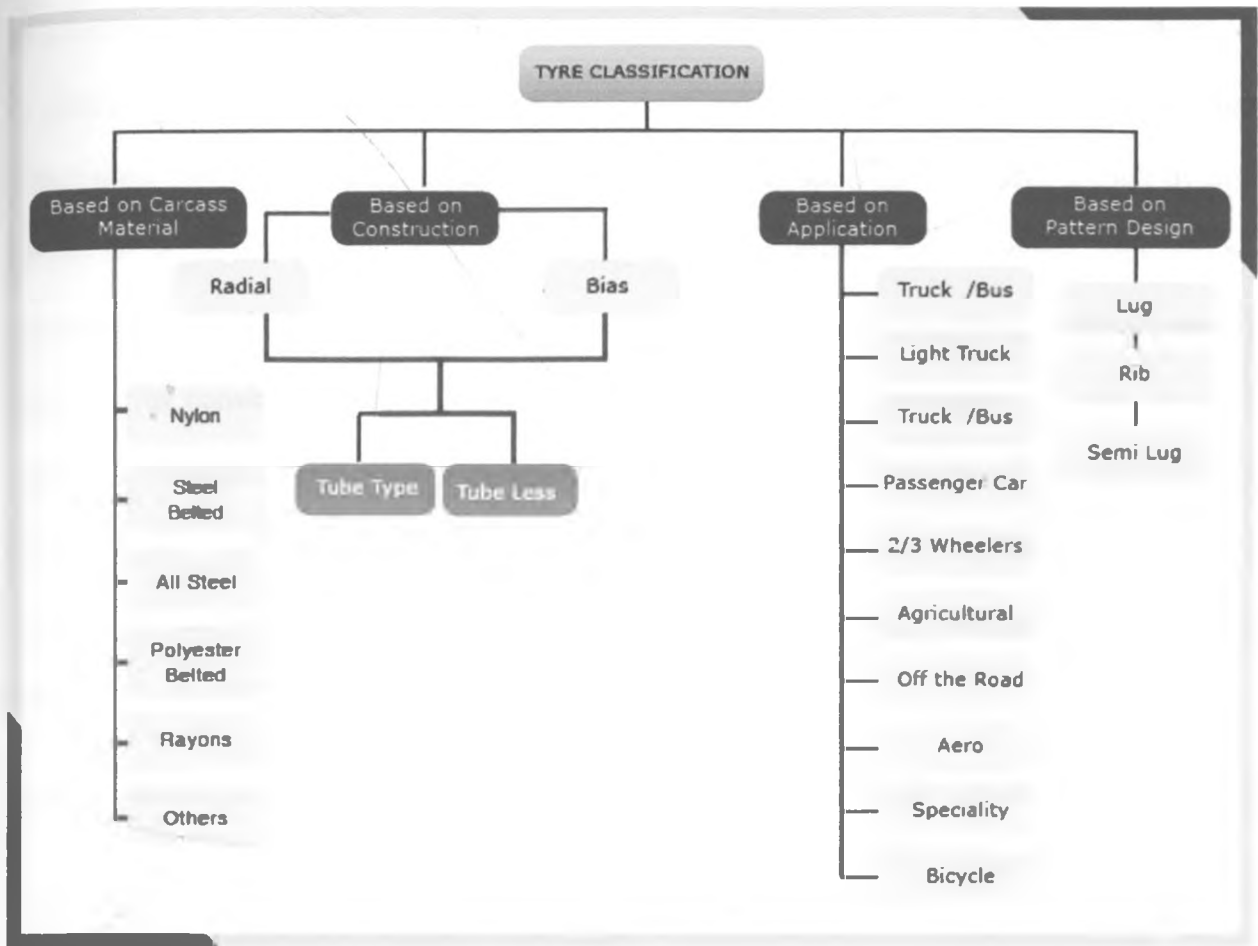 TYRE CLASSIFICATION
Based on Carcass
Material
Nylon
Steel
Belted
All Steel
Polyester
Belted
Rayons
Others
Based on
Construction
Radial
Bias
Tube Type
Tube Less
Based on
Application
Truck /Bus
Light Truck
Truck /Bus
Passenger Car
2/3 Wheelers
Agricultural
Off the Road
Aero
Speciality
Bicycle
Based on
Pattern Design
Lug
Rib
Semi Lug